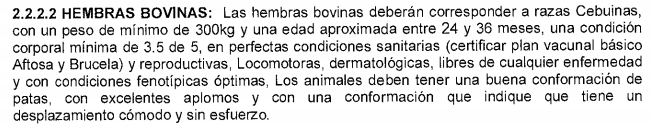 2.2.2.2 HEMBRAS BOVINAS: Las hembras bovinas deberán corresponder a razas Cebuinas,
con un peso de mínimo de 300kg y una edad aproximada entre 24 y 36 meses, una condición
corporal mínima de 3.5 de 5, en perfectas condiciones sanitarias (certificar plan vacunal básico
Aftosa y Brucela) y reproductivas, Locomotoras, dermatológicas, libres de cualquier enfermedad
y con condiciones fenotípicas óptimas, Los animales deben tener una buena conformación de
patas, con excelentes aplomos y con una conformación que indique que tiene un
desplazamiento cómodo y sin esfuerzo.